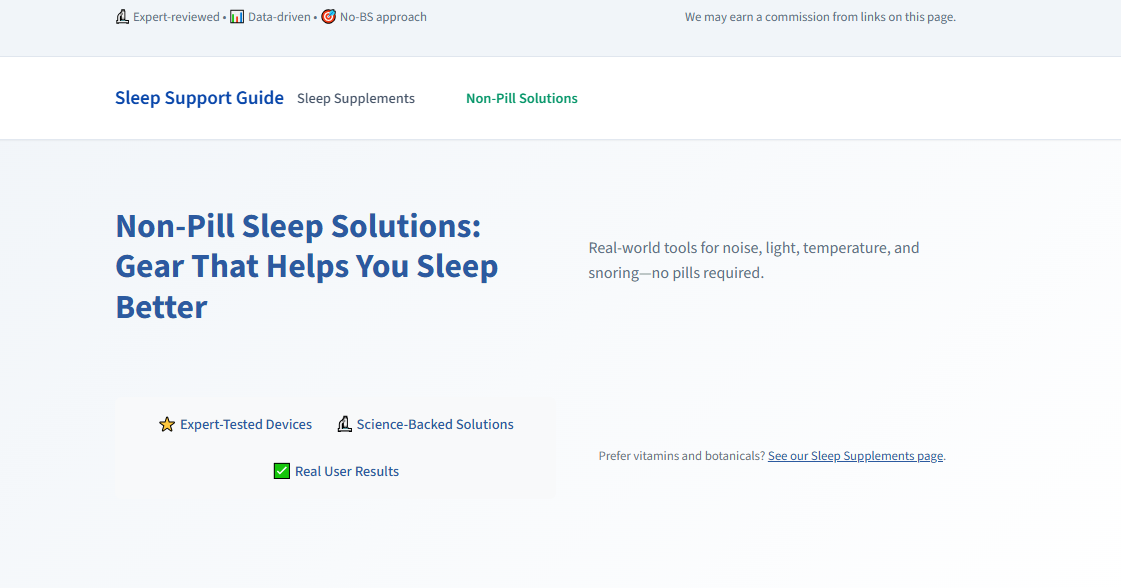 Expert-reviewed • Data-driven • No-BS approach
We may earn a commission from links on this page.
Sleep Support Guide
Sleep Supplements
Non-Pill Solutions
Non-Pill Sleep Solutions:
Gear That Helps You Sleep
Better
Real-world tools for noise, light, temperature, and
snoring—no pills required.
Expert-Tested Devices
Science-Backed Solutions
Real User Results
Prefer vitamins and botanicals? See our Sleep Supplements page.